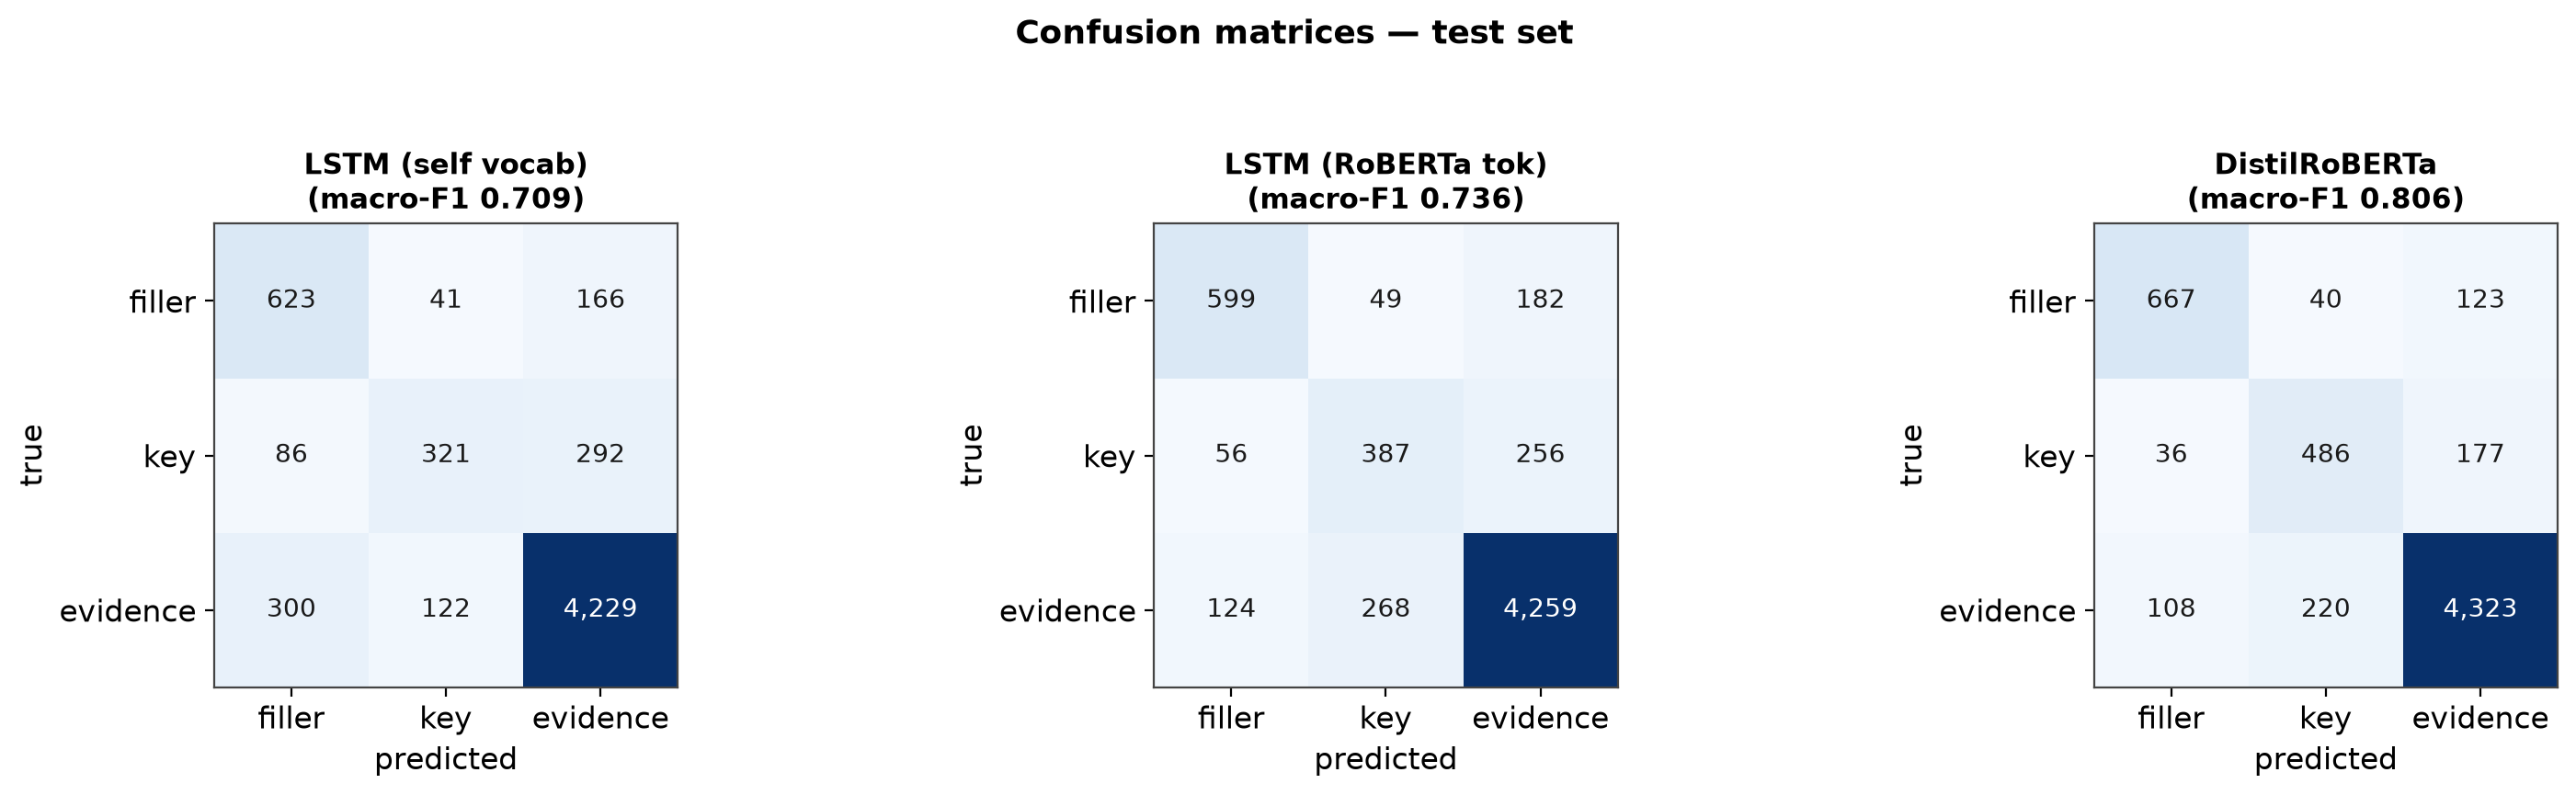 Confusion matrices — test set
LSTM (self vocab)
(macro-F1 0.709)
true
filler
623
41
166
key
86
321
292
evidence
300
122
4,229
filler
key
evidence
predicted
LSTM (RoBERTa tok)
(macro-F1 0.736)
true
filler
599
49
182
key
56
387
256
evidence
124
268
4,259
filler
key
evidence
predicted
DistilRoBERTa
(macro-F1 0.806)
true
filler
667
40
123
key
36
486
177
evidence
108
220
4,323
filler
key
evidence
predicted